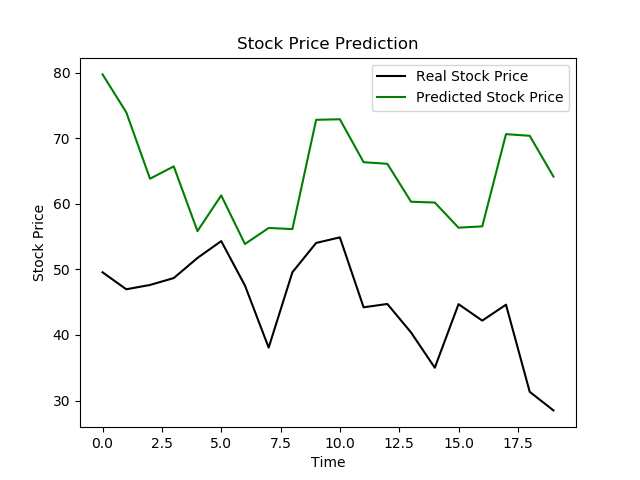 Stock Price Prediction
Real Stock Price
Predicted Stock Price
80
70
60
50
40
30
Stock Price
0.0 2.5 5.0 7.5 10.0 12.5 15.0 17.5
Time